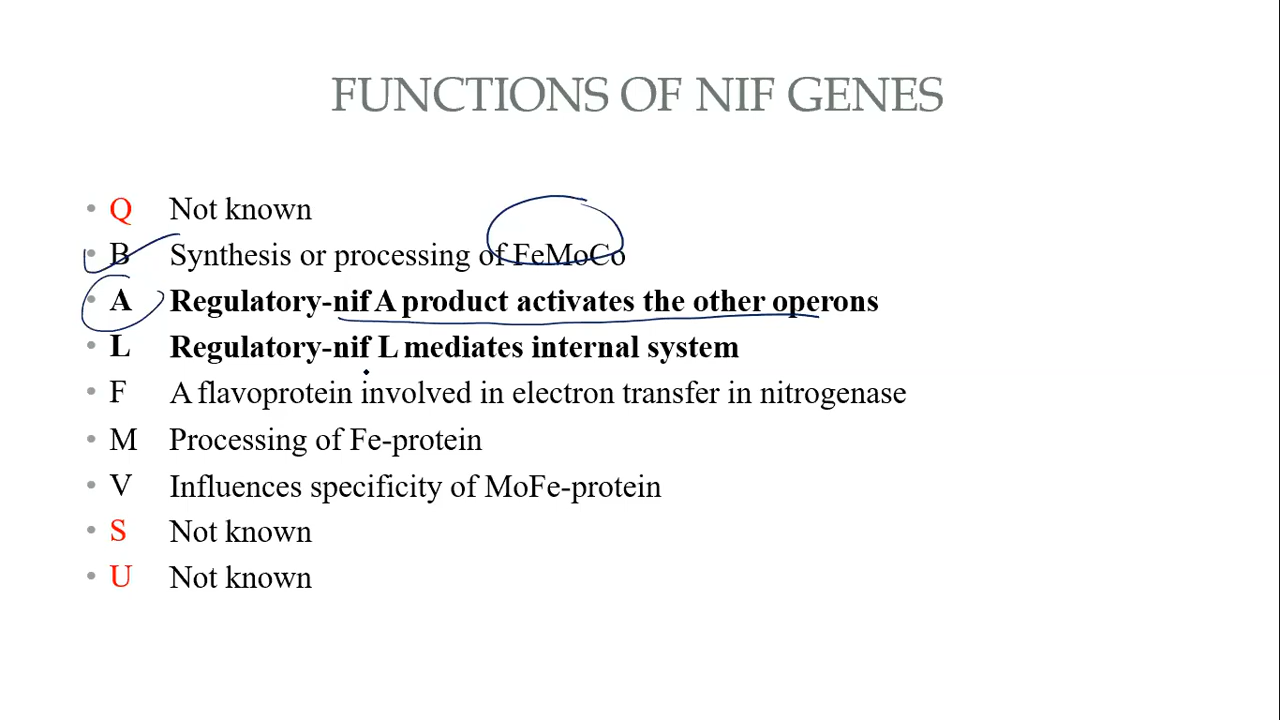 FUNCTIONS OF NIF GENES
• Q Not known
• B Synthesis or processing of FeMoCo
• A Regulatory-nif A product activates the other operons
• L Regulatory-nif L mediates internal system
• F A flavoprotein involved in electron transfer in nitrogenase
• M Processing of Fe-protein
• V Influences specificity of MoFe-protein
• S Not known
• U Not known